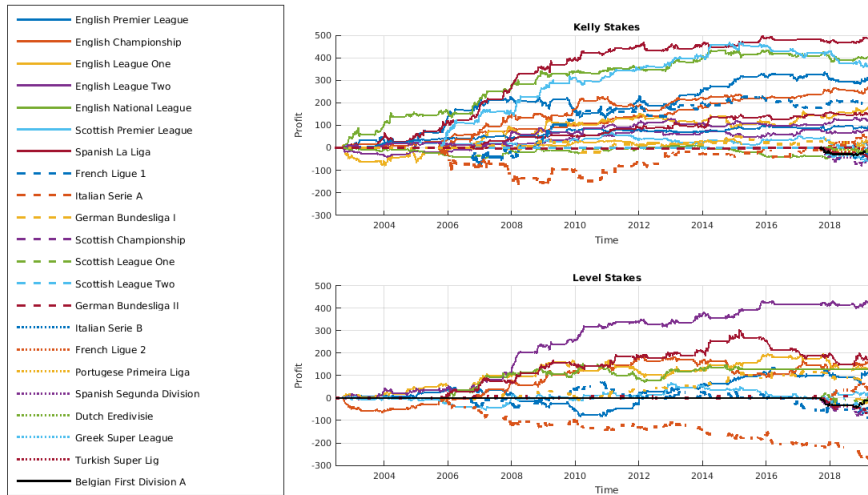 English Premier League
English Championship
English League One
English League Two
English National League
Scottish Premier League
Spanish La Liga
French Ligue 1
Italian Serie A
German Bundesliga I
Scottish Championship
Scottish League One
Scottish League Two
German Bundesliga II
Italian Serie B
French Ligue 2
Portugese Primeira Liga
Spanish Segunda Division
Dutch Eredivisie
Greek Super League
Turkish Super Lig
Belgian First Division A
Kelly Stakes
500
400
300
200
100
0
-100
-200
-300
Profit
2004 2006 2008 2010 2012 2014 2016 2018
Time
Level Stakes
500
400
300
200
100
0
-100
-200
-300
Profit
2004 2006 2008 2010 2012 2014 2016 2018
Time